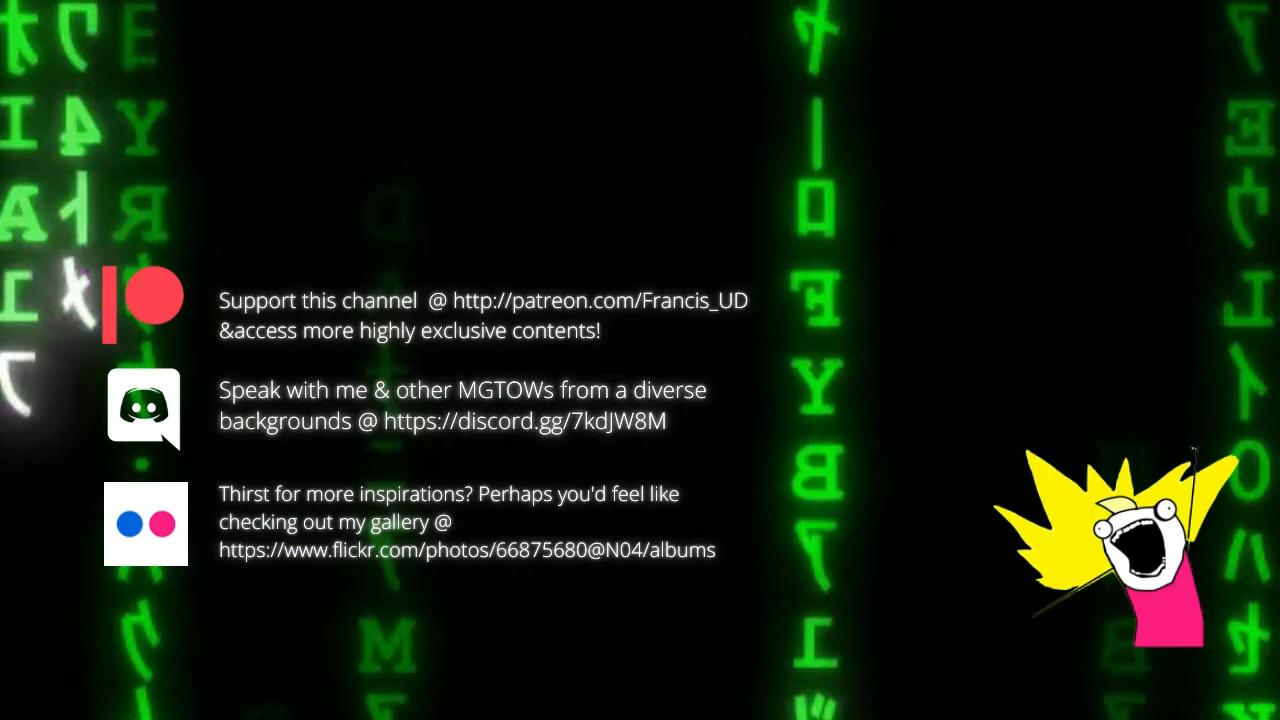 Support this channel @ http://patreon.com/Francis_UD
&access more highly exclusive contents!
Speak with me & other MGTOWs from a diverse
backgrounds @ https://discord.gg/7kdJW8M
Thirst for more inspirations? Perhaps you'd feel like
checking out my gallery @
https://www.flickr.com/photos/66875680@N04/albums